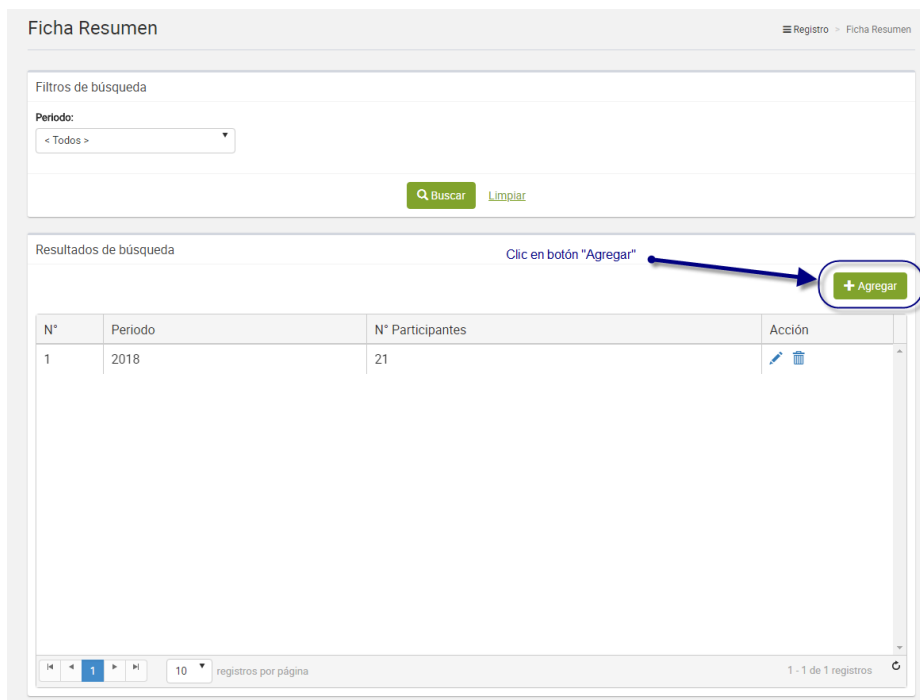 Ficha Resumen
Registro > Ficha Resumen
Filtros de búsqueda
Periodo:
< Todos >
Buscar Limpiar
Resultados de búsqueda
Clic en botón "Agregar"
+ Agregar
N° Periodo N° Participantes Acción
1 2018 21
1 10 registros por página 1 - 1 de 1 registros